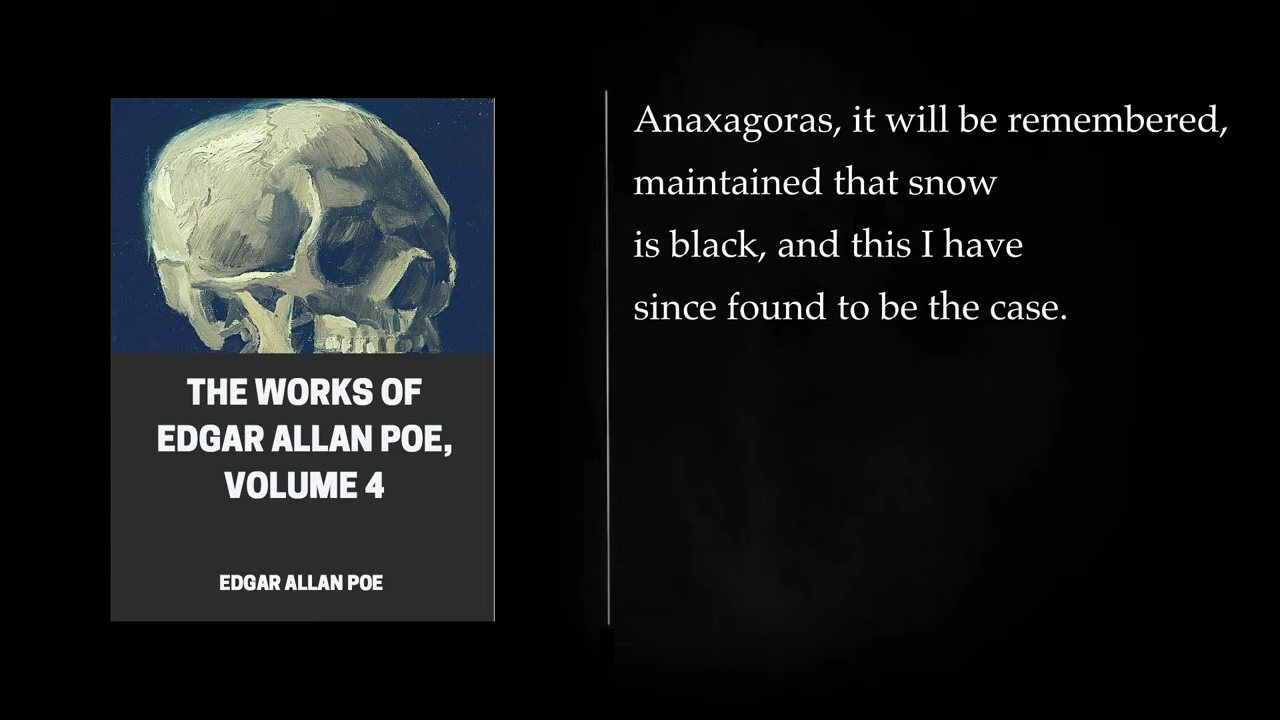 THE WORKS OF
EDGAR ALLAN POE,
VOLUME 4
EDGAR ALLAN POE
Anaxagoras, it will be remembered,
maintained that snow
is black, and this I have
since found to be the case.